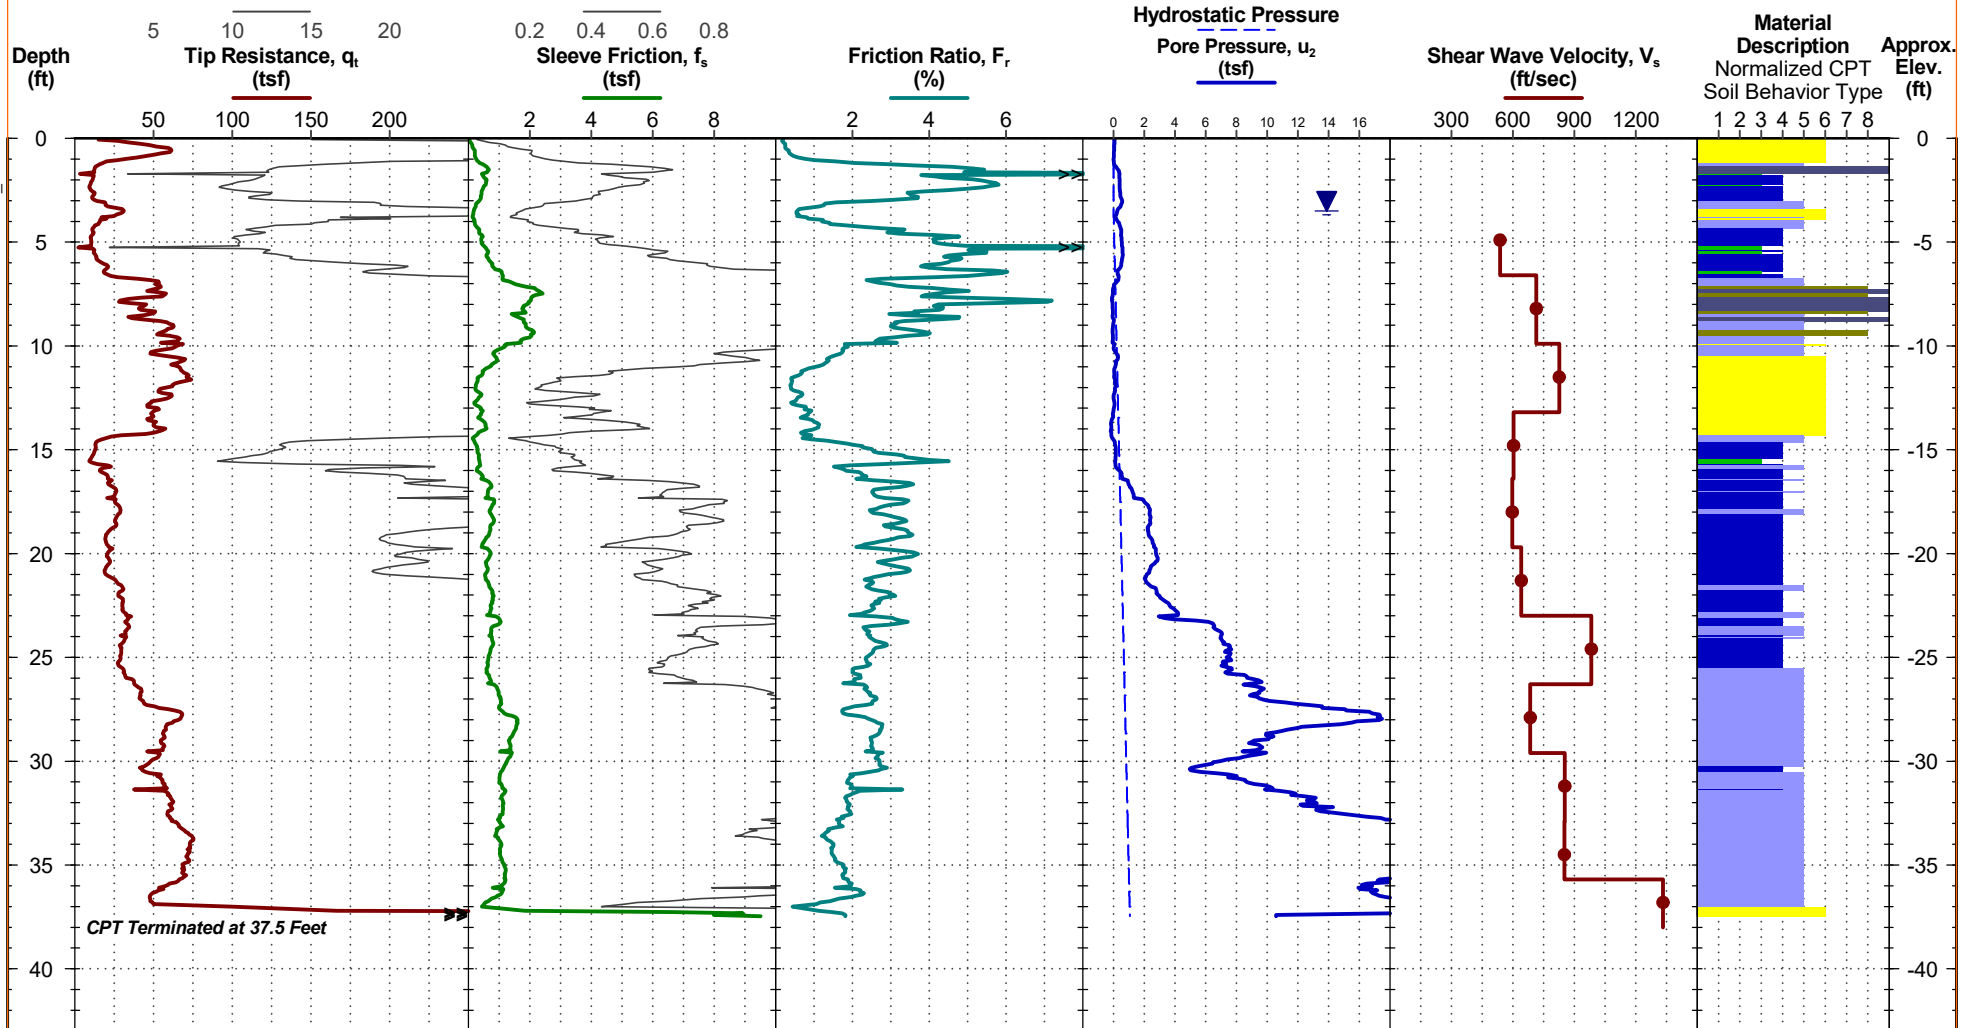 Hydrostatic Pressure
5 10 15 20
0.2 0.4 0.6 0.8
Depth
(ft)
Tip Resistance, qt
(tsf)
Sleeve Friction, fs
(tsf)
Friction Ratio, Fr
(%)
Pore Pressure, u2
(tsf)
Shear Wave Velocity, Vs
(ft/sec)
Material
Description
Normalized CPT
Soil Behavior Type
Approx.
Elev.
(ft)
50 100 150 200
2 4 6 8
2 4 6
0 2 4 6 8 10 12 14 16
300 600 900 1200
1 2 3 4 5 6 7 8
0 0
5 -5
10 -10
15 -15
20 -20
25 -25
30 -30
35 -35
CPT Terminated at 37.5 Feet
40 -40